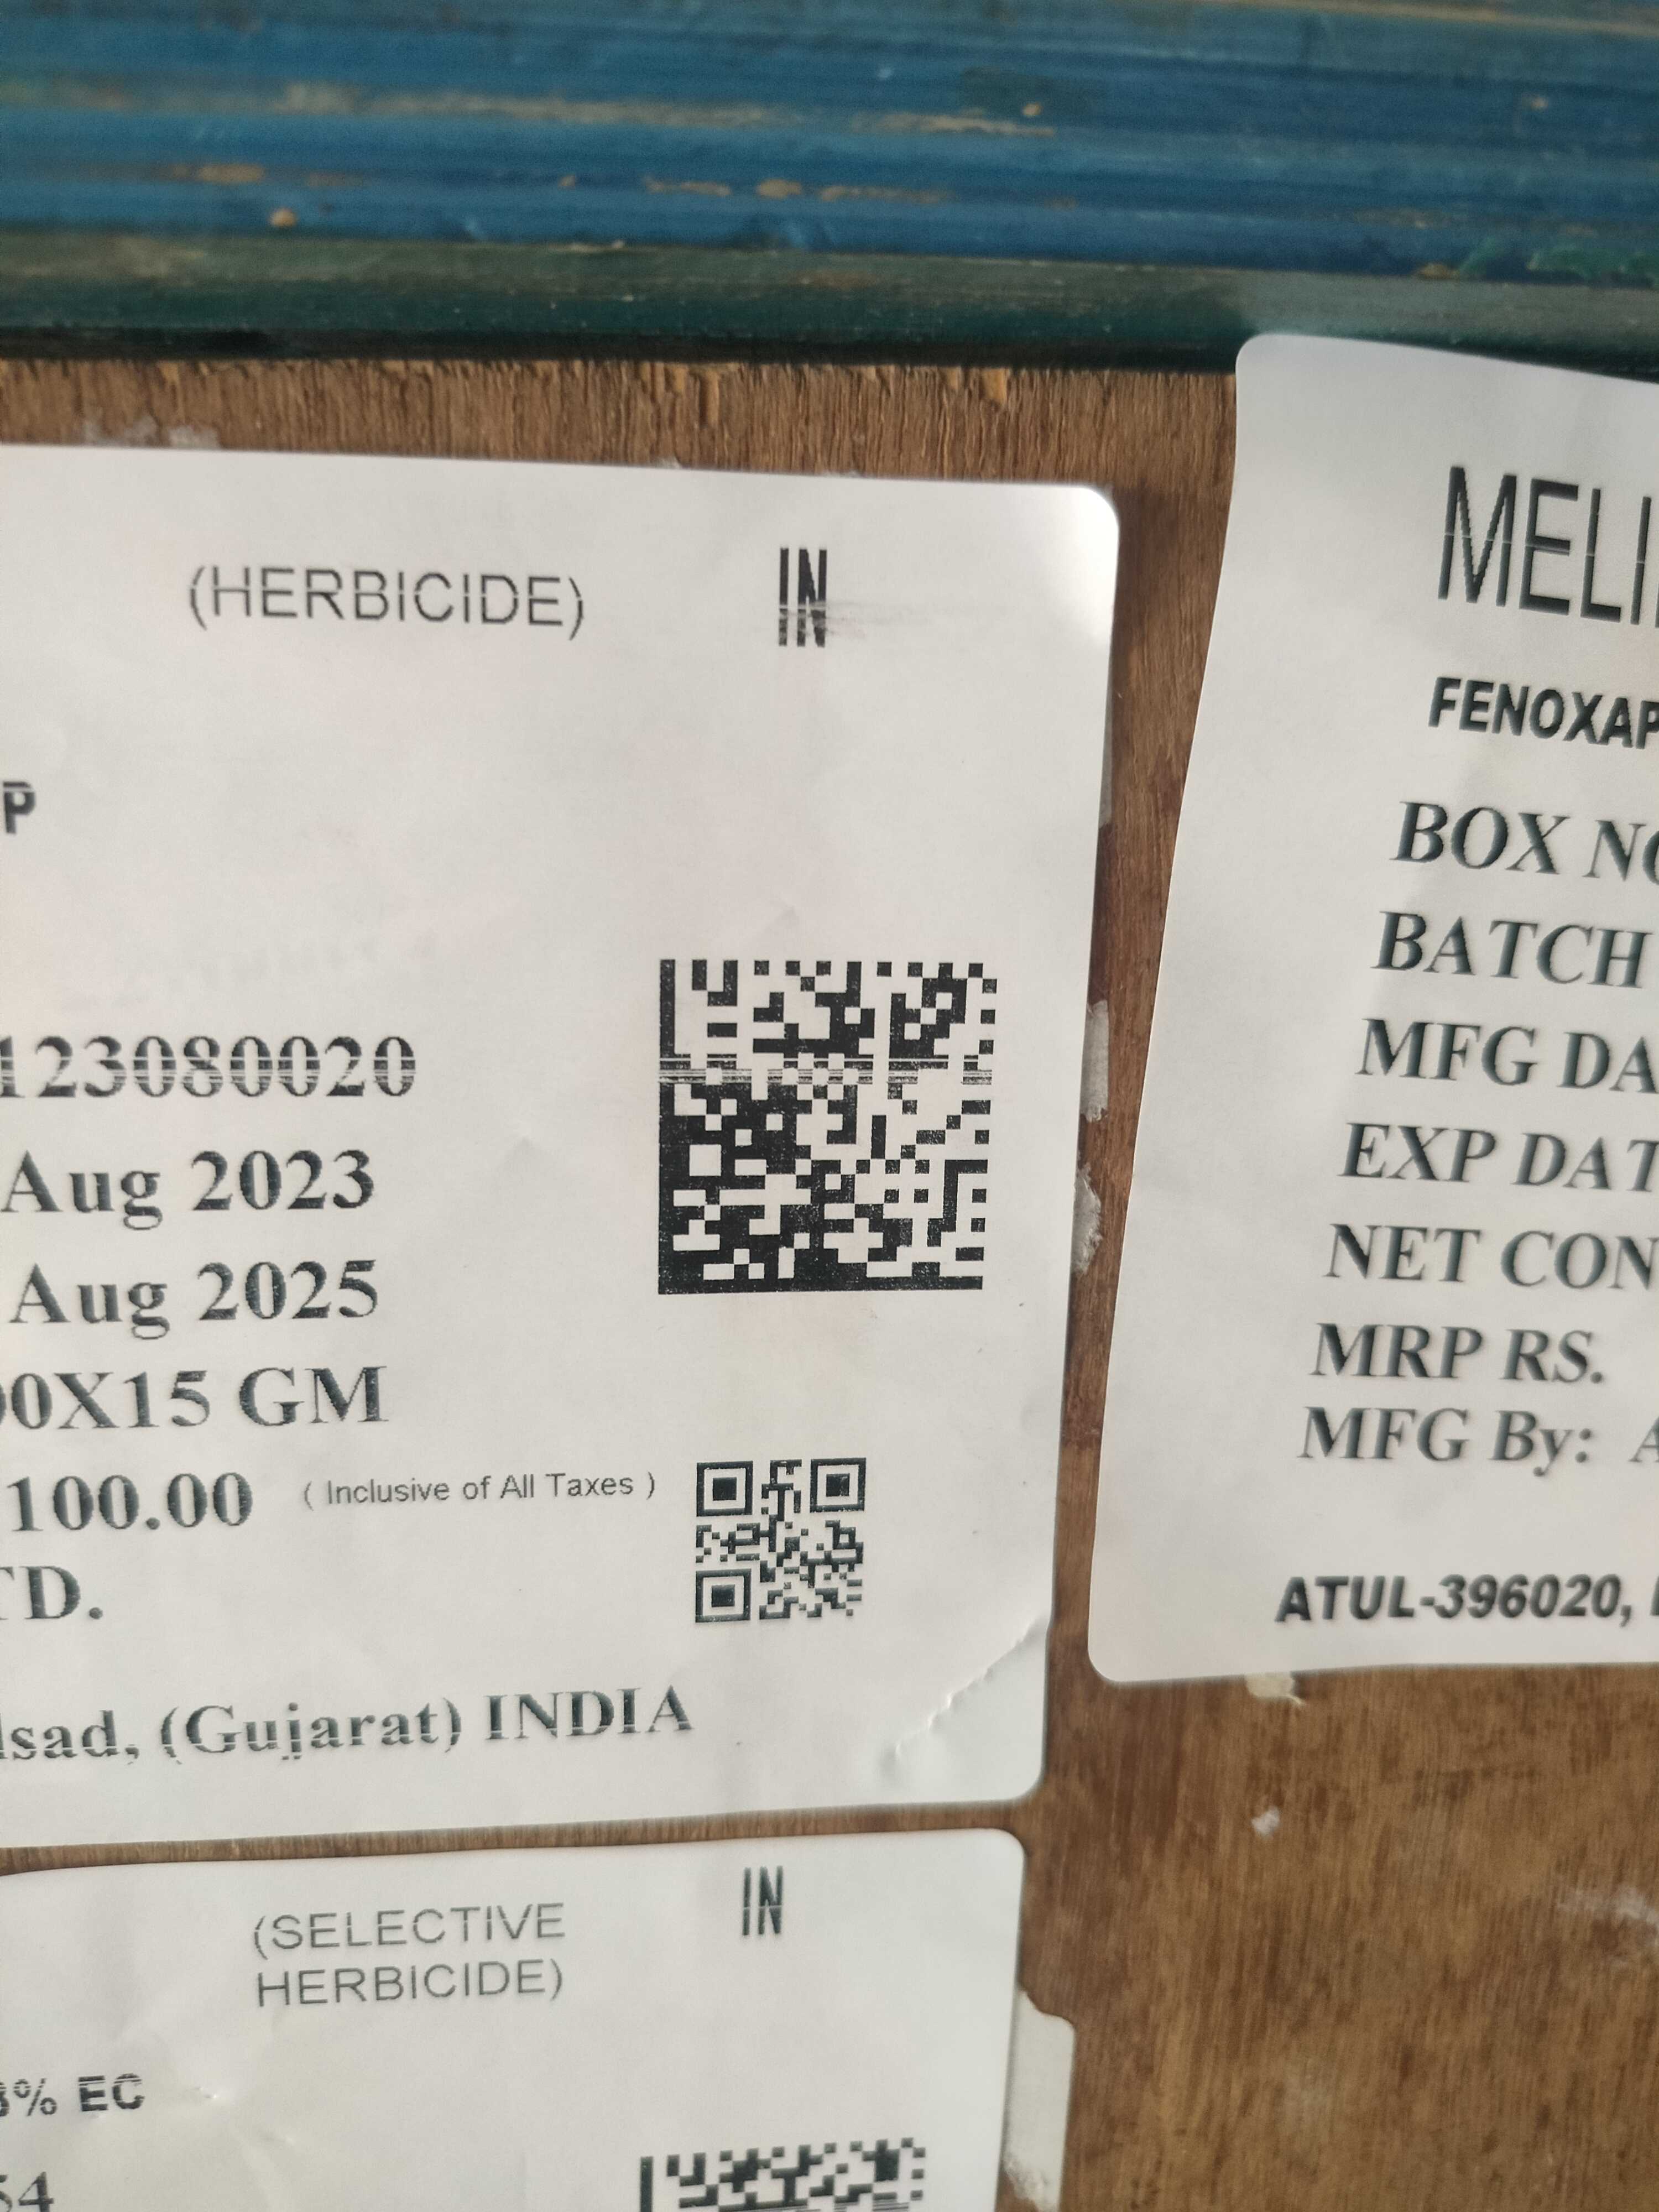 (HERBICIDE) IN
P
123080020
Aug 2023
Aug 2025
0X15 GM
100.00 ( Inclusive of All Taxes )
TD.
lsad, (Gujarat) INDIA
MELI
FENOXAP
BOX NO
BATCH
MFG DA
EXP DAT
NET CON
MRP RS.
MFG By: A
ATUL-396020,
(SELECTIVE IN
HERBICIDE)
% EC
54